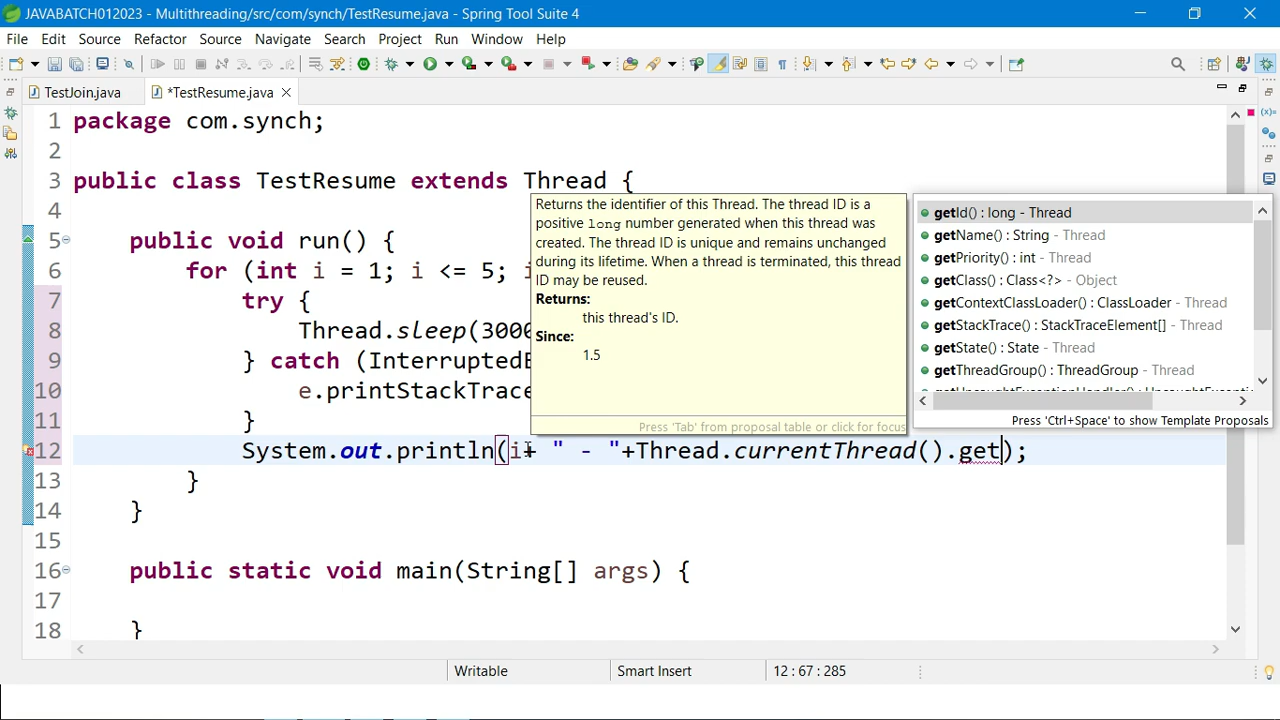 JAVABATCH012023 - Multithreading/src/com/synch/TestResume.java - Spring Tool Suite 4
File Edit Source Refactor Source Navigate Search Project Run Window Help
TestJoin.java *TestResume.java
1 package com.synch;
2
3 public class TestResume extends Thread {
4
5 public void run() {
6 for (int i = 1; i <= 5; i
7 try {
8 Thread.sleep(3000
9 } catch (InterruptedE
10 e.printStackTrace
11 }
12 System.out.println(i+ " - "+Thread.currentThread().get);
13 }
14 }
15
16 public static void main(String[] args) {
17
18 }
Returns the identifier of this Thread. The thread ID is a
positive long number generated when this thread was
created. The thread ID is unique and remains unchanged
during its lifetime. When a thread is terminated, this thread
ID may be reused.
Returns:
this thread's ID.
Since:
1.5
Press 'Tab' from proposal table or click for focus
getId() : long - Thread
getName() : String - Thread
getPriority() : int - Thread
getClass() : Class<?> - Object
getContextClassLoader() : ClassLoader - Thread
getStackTrace() : StackTraceElement[] - Thread
getState() : State - Thread
getThreadGroup() : ThreadGroup - Thread
Press 'Ctrl+Space' to show Template Proposals
Writable Smart Insert 12 : 67 : 285